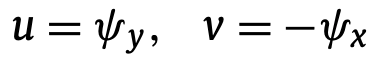 u = ψ_y, v = −ψ_x